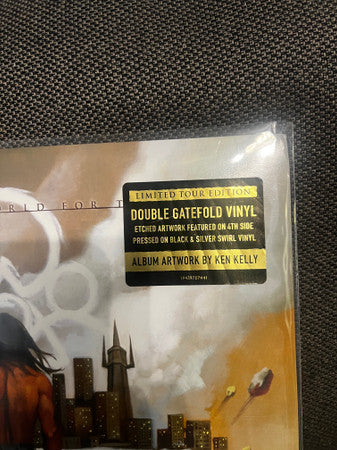 ORLD FOR T
LIMITED TOUR EDITION
DOUBLE GATEFOLD VINYL
ETCHED ARTWORK FEATURED ON 4TH SIDE
PRESSED ON BLACK & SILVER SWIRL VINYL
ALBUM ARTWORK BY KEN KELLY